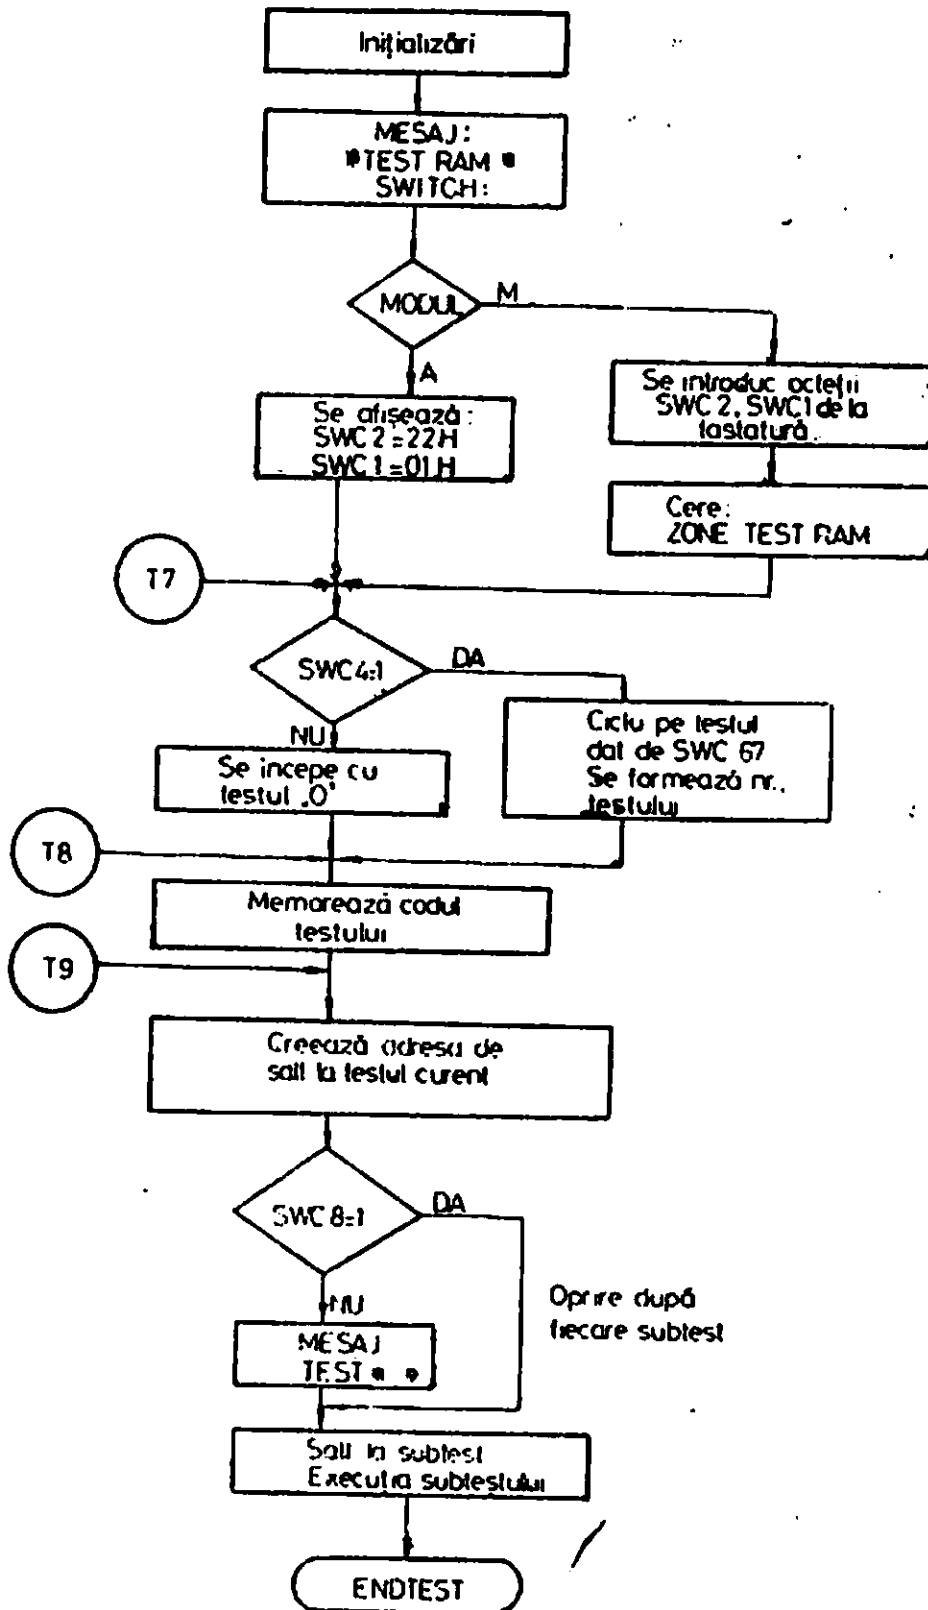 Inițializări
MESAJ:
"TEST RAM"
SWITCH:
MODUL
M
A
Se afișează:
SWC 2 = 22H
SWC 1 = 01H
Se introduc octeții
SWC 2, SWC1 de la
tastatură.
Cere:
ZONE TEST RAM
T7
SWC4=1
DA
NU
Se începe cu
testul „0"
Ciclu pe testul
dat de SWC 67
Se formează nr.
testului
T8
Memorează codul
testului
T9
Creează adresa de
salt la testul curent
SWC8=1
DA
NU
Oprire după
fiecare subtest
MESAJ
TEST " "
Salt la subtest
Execuția subtestului
ENDTEST